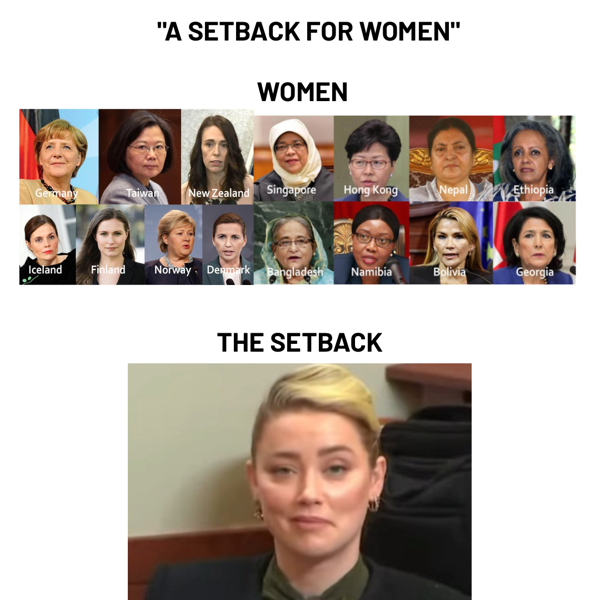 "A SETBACK FOR WOMEN"
WOMEN
Germany Taiwan New Zealand Singapore Hong Kong Nepal Ethiopia
Iceland Finland Norway Denmark Bangladesh Namibia Bolivia Georgia
THE SETBACK